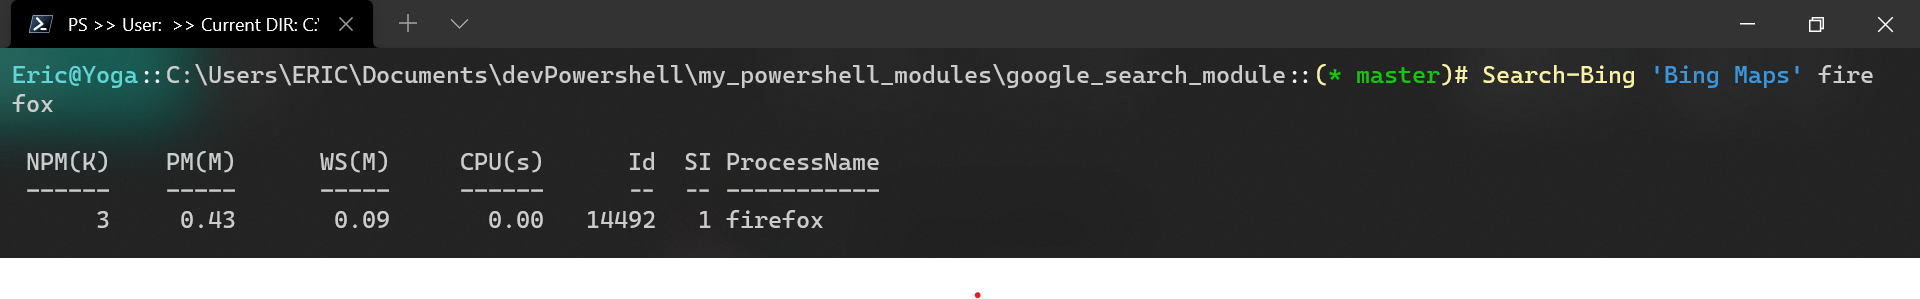 PS >> User:  >> Current DIR: C:\
Eric@Yoga::C:\Users\ERIC\Documents\devPowershell\my_powershell_modules\google_search_module::(* master)# Search-Bing 'Bing Maps' fire
fox
NPM(K)    PM(M)      WS(M)     CPU(s)      Id  SI ProcessName
------    -----      -----     ------      --  -- -----------
     3     0.43       0.09       0.00   14492   1 firefox